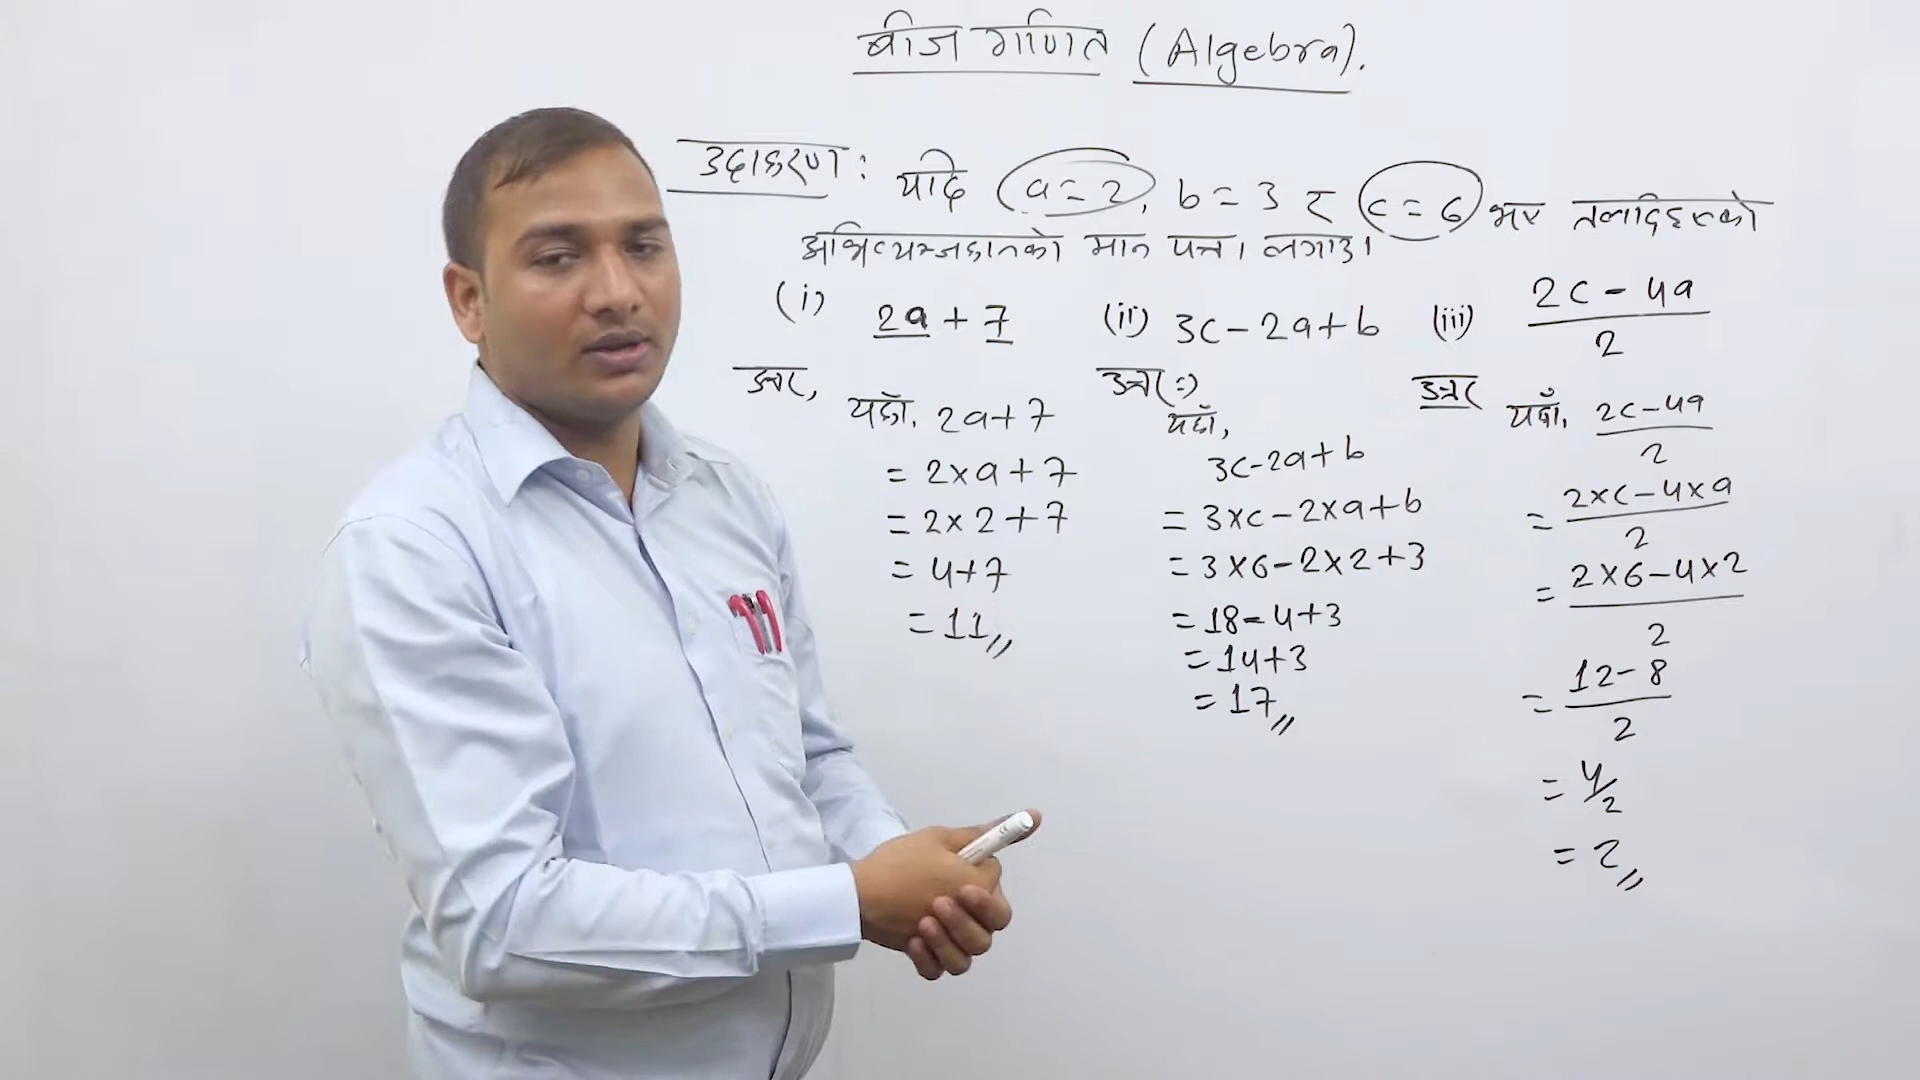 बीज गणित (Algebra).
उदाहरण: यदि a = 2, b = 3 र c = 6 भए तलदिइएको
अभिव्यञ्जहरूको मान पत्ता लगाउ।
(i) 2a + 7
(ii) 3c - 2a + b
(iii) 2c - 4a / 2
उत्तर,
यहाँ, 2a + 7
= 2 × a + 7
= 2 × 2 + 7
= 4 + 7
= 11,,
उत्तर :⇒
यहाँ,
3c - 2a + b
= 3×c - 2×a + b
= 3 × 6 - 2 × 2 + 3
= 18 - 4 + 3
= 14 + 3
= 17,,
उत्तर
यहाँ, 2c - 4a / 2
= 2×c - 4×a / 2
= 2×6 - 4×2 / 2
= 12 - 8 / 2
= 4/2
= 2,,